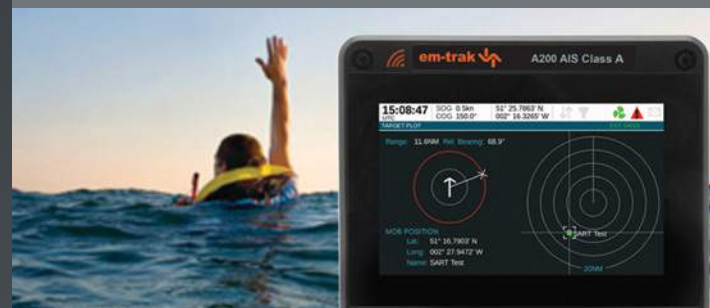 em-trak
A200 AIS Class A
15:08:47
UTC
SOG 0.5kn
COG 150.0°
51° 25.7863' N
002° 16.3265' W
TARGET PLOT
Range: 11.6NM Rel. Bearing: 68.9°
SART Test
MOB POSITION
Lat: 51° 16.7903' N
Long: 002° 27.9472' W
Name: SART Test
20NM